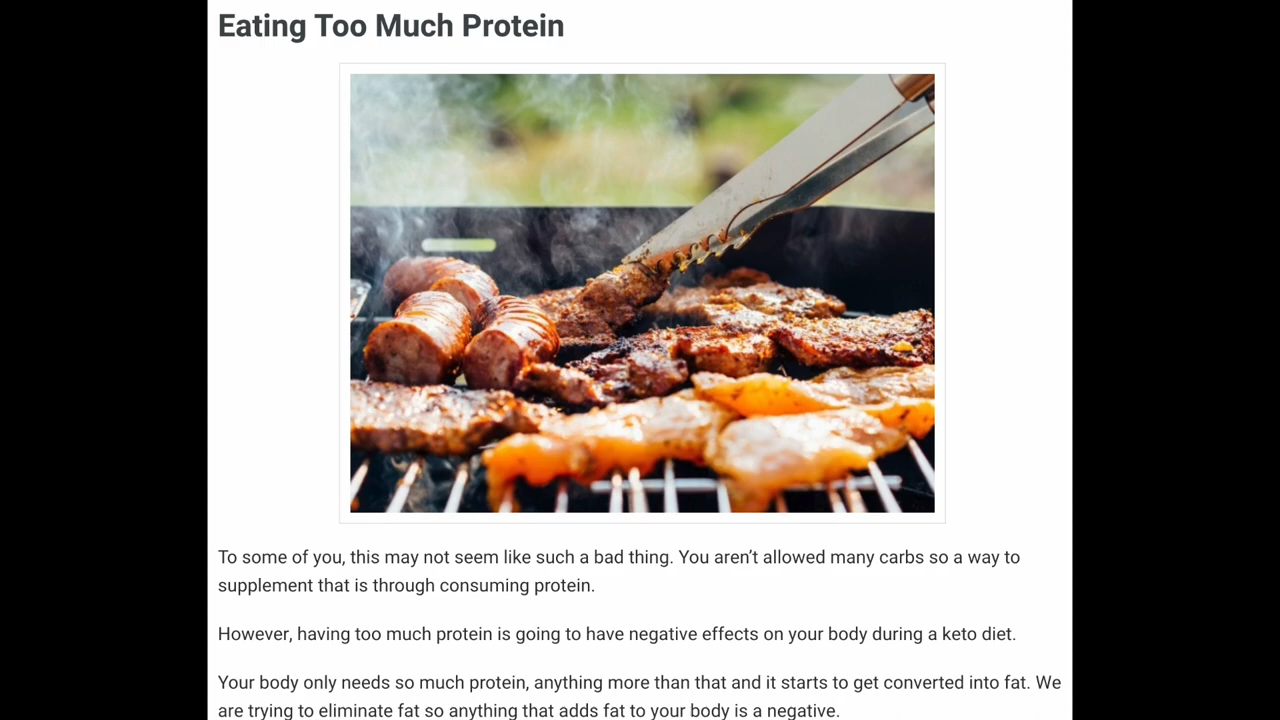 Eating Too Much Protein
To some of you, this may not seem like such a bad thing. You aren’t allowed many carbs so a way to
supplement that is through consuming protein.
However, having too much protein is going to have negative effects on your body during a keto diet.
Your body only needs so much protein, anything more than that and it starts to get converted into fat. We
are trying to eliminate fat so anything that adds fat to your body is a negative.